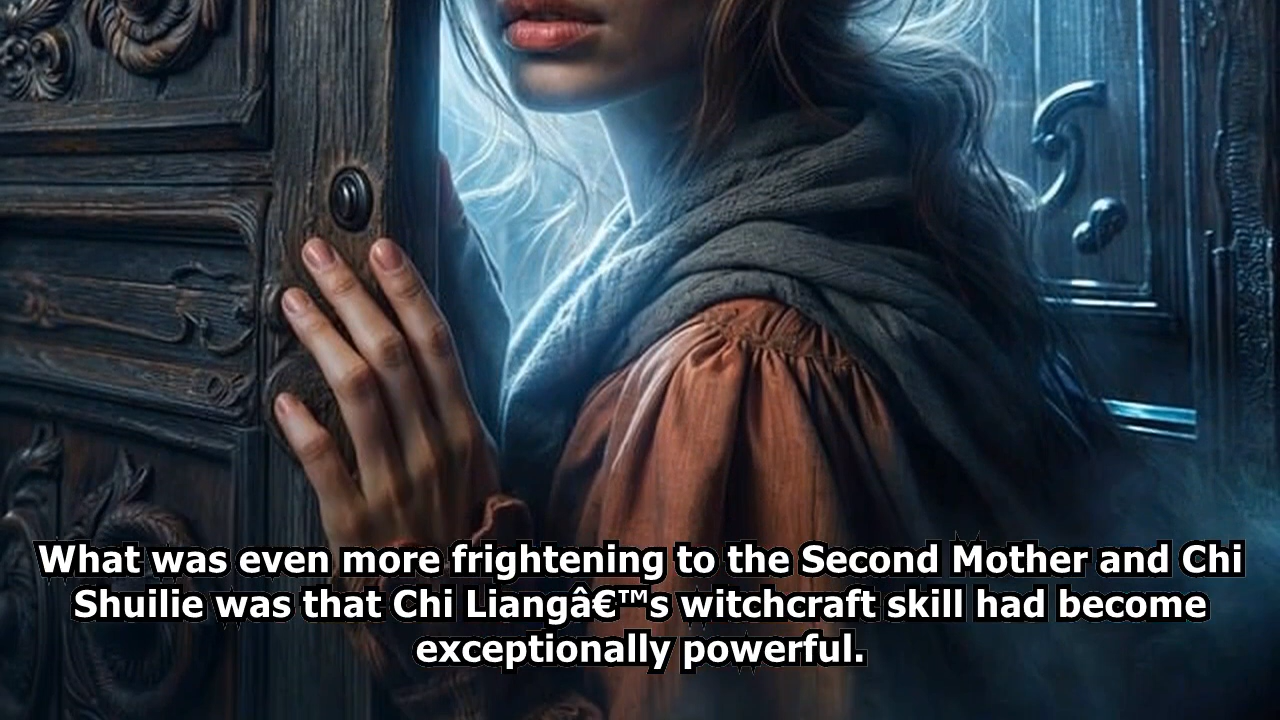 What was even more frightening to the Second Mother and Chi
Shuilie was that Chi Liangâ€™s witchcraft skill had become
exceptionally powerful.